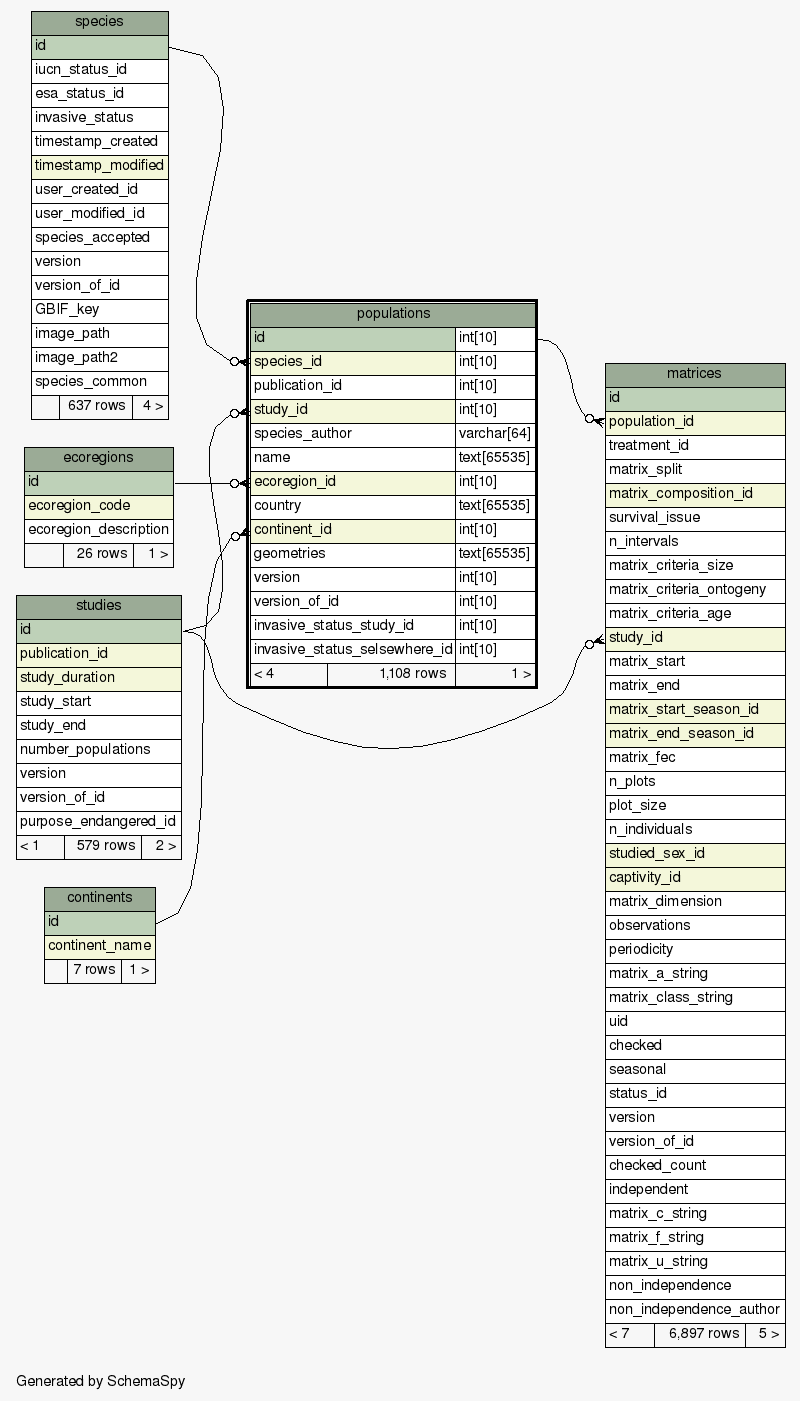 species
id
iucn_status_id
esa_status_id
invasive_status
timestamp_created
timestamp_modified
user_created_id
user_modified_id
species_accepted
version
version_of_id
GBIF_key
image_path
image_path2
species_common
637 rows 4 >
ecoregions
id
ecoregion_code
ecoregion_description
26 rows 1 >
studies
id
publication_id
study_duration
study_start
study_end
number_populations
version
version_of_id
purpose_endangered_id
< 1 579 rows 2 >
continents
id
continent_name
7 rows 1 >
populations
id int[10]
species_id int[10]
publication_id int[10]
study_id int[10]
species_author varchar[64]
name text[65535]
ecoregion_id int[10]
country text[65535]
continent_id int[10]
geometries text[65535]
version int[10]
version_of_id int[10]
invasive_status_study_id int[10]
invasive_status_selsewhere_id int[10]
< 4 1,108 rows 1 >
matrices
id
population_id
treatment_id
matrix_split
matrix_composition_id
survival_issue
n_intervals
matrix_criteria_size
matrix_criteria_ontogeny
matrix_criteria_age
study_id
matrix_start
matrix_end
matrix_start_season_id
matrix_end_season_id
matrix_fec
n_plots
plot_size
n_individuals
studied_sex_id
captivity_id
matrix_dimension
observations
periodicity
matrix_a_string
matrix_class_string
uid
checked
seasonal
status_id
version
version_of_id
checked_count
independent
matrix_c_string
matrix_f_string
matrix_u_string
non_independence
non_independence_author
< 7 6,897 rows 5 >
Generated by SchemaSpy